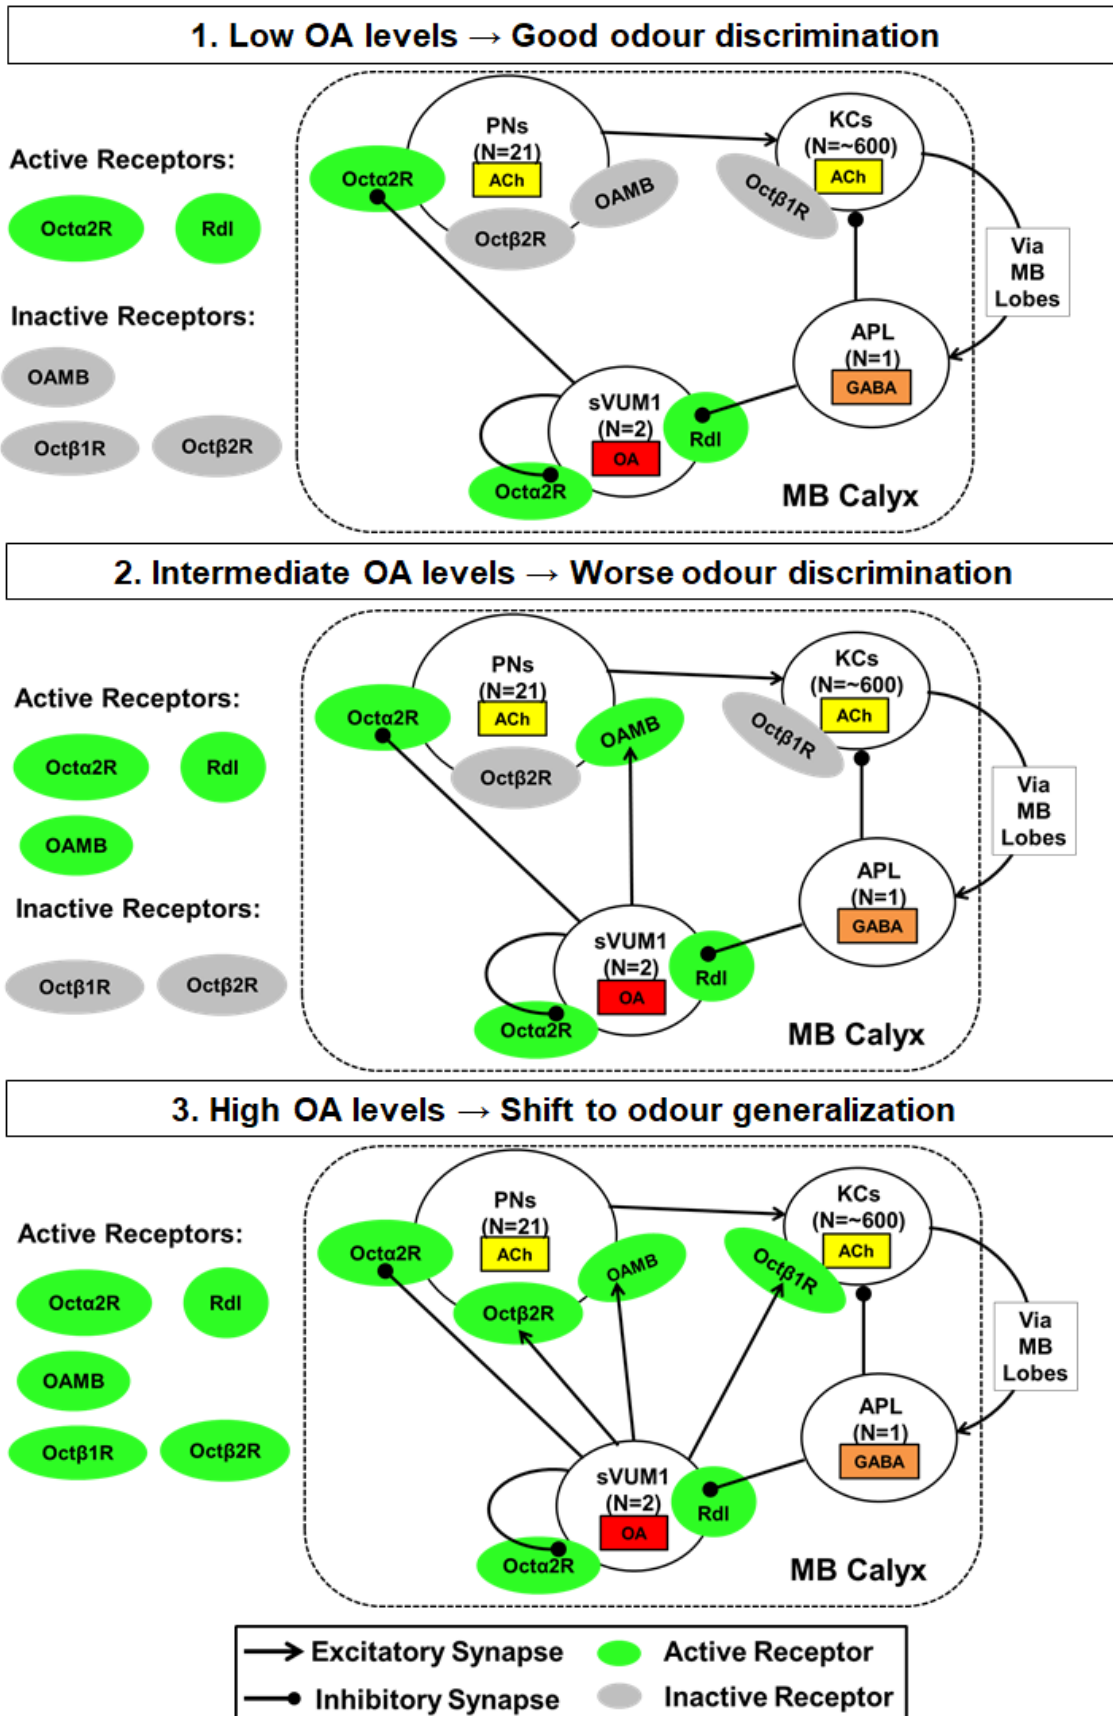 1. Low OA levels → Good odour discrimination
Active Receptors:
Octα2R
Rdl
Inactive Receptors:
OAMB
Octβ1R
Octβ2R
PNs
(N=21)
ACh
Octα2R
Octβ2R
OAMB
KCs
(N=~600)
ACh
Octβ1R
Via
MB
Lobes
APL
(N=1)
GABA
sVUM1
(N=2)
OA
Rdl
Octα2R
MB Calyx
2. Intermediate OA levels → Worse odour discrimination
Active Receptors:
Octα2R
Rdl
OAMB
Inactive Receptors:
Octβ1R
Octβ2R
PNs
(N=21)
ACh
Octα2R
Octβ2R
OAMB
KCs
(N=~600)
ACh
Octβ1R
Via
MB
Lobes
APL
(N=1)
GABA
sVUM1
(N=2)
OA
Rdl
Octα2R
MB Calyx
3. High OA levels → Shift to odour generalization
Active Receptors:
Octα2R
Rdl
OAMB
Octβ1R
Octβ2R
PNs
(N=21)
ACh
Octα2R
Octβ2R
OAMB
KCs
(N=~600)
ACh
Octβ1R
Via
MB
Lobes
APL
(N=1)
GABA
sVUM1
(N=2)
OA
Rdl
Octα2R
MB Calyx
Excitatory Synapse
Active Receptor
Inhibitory Synapse
Inactive Receptor